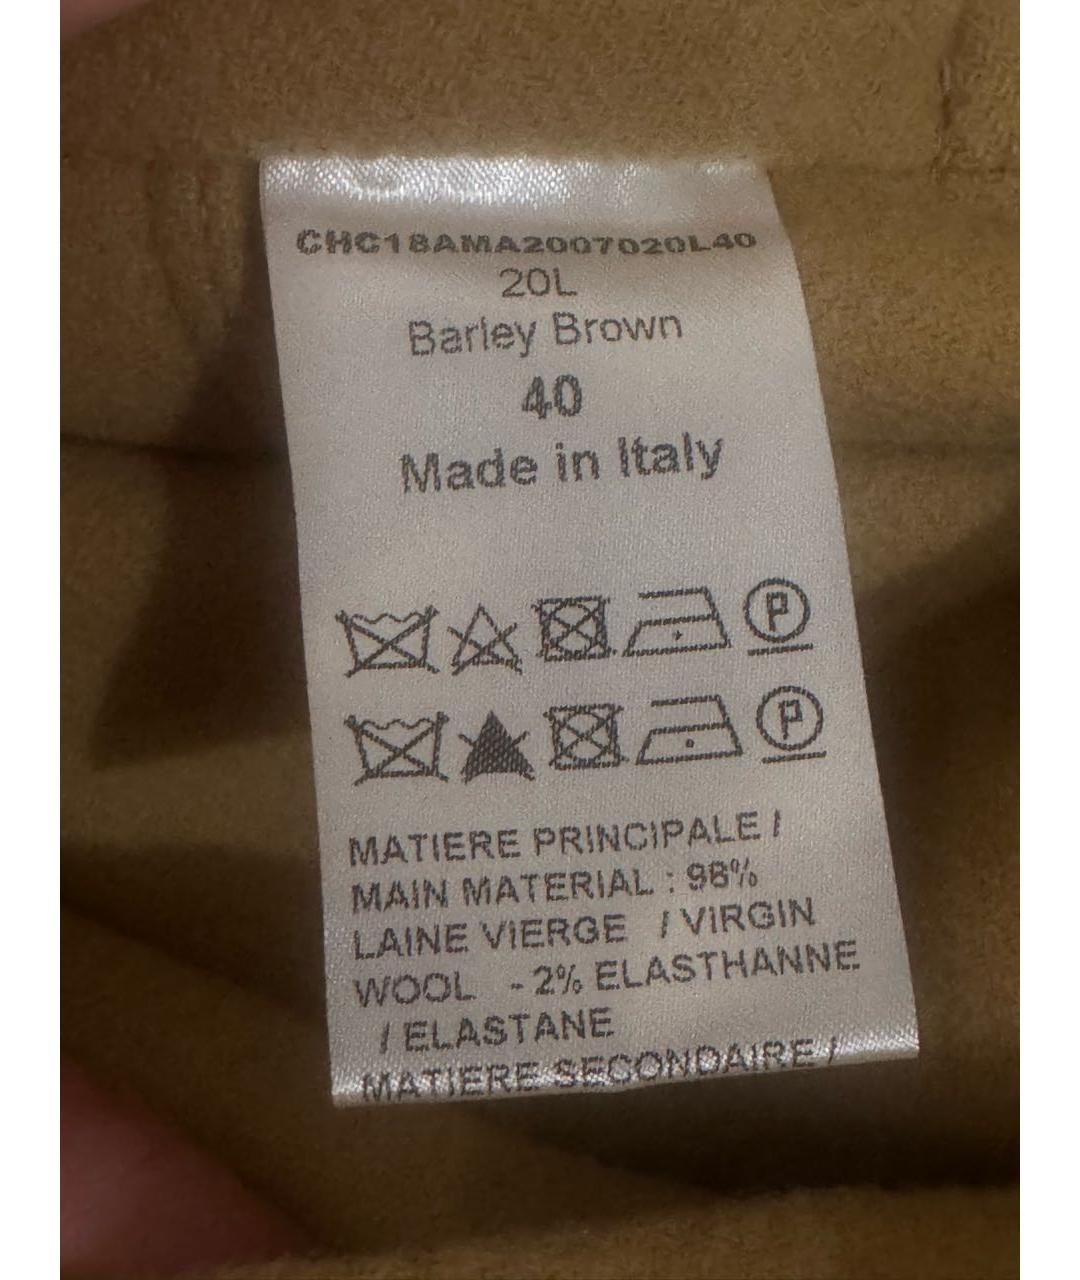 CHC18AMA2007020L40
20L
Barley Brown
40
Made in Italy
P
P
MATIERE PRINCIPALE /
MAIN MATERIAL : 98%
LAINE VIERGE / VIRGIN
WOOL - 2% ELASTHANNE
/ ELASTANE
MATIERE SECONDAIRE /